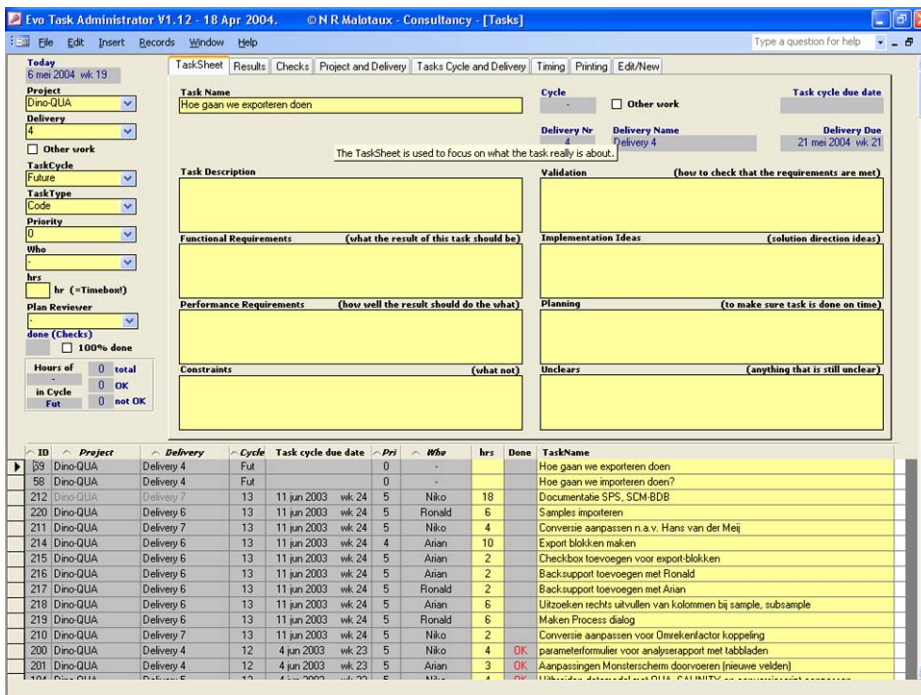 Evo Task Administrator V1.12 - 18 Apr 2004. © N R Malotaux - Consultancy - [Tasks]
File Edit Insert Records Window Help Type a question for help
Today
6 mei 2004 wk 19
Project
Dino-QUA
Delivery
4
Other work
TaskCycle
Future
TaskType
Code
Priority
0
Who
-
hrs
hr (=Timebox!)
Plan Reviewer
-
done (Checks)
100% done
Hours of 0 total
- 0 OK
in Cycle 0 not OK
Fut
TaskSheet Results Checks Project and Delivery Tasks Cycle and Delivery Timing Printing Edit/New
Task Name
Hoe gaan we exporteren doen
Cycle Other work Task cycle due date
-
Delivery Nr Delivery Name Delivery Due
4 Delivery 4 21 mei 2004 wk 21
The TaskSheet is used to focus on what the task really is about.
Task Description
Validation (how to check that the requirements are met)
Functional Requirements (what the result of this task should be)
Implementation Ideas (solution direction ideas)
Performance Requirements (how well the result should do the what)
Planning (to make sure task is done on time)
Constraints (what not)
Unclears (anything that is still unclear)
ID Project Delivery Cycle Task cycle due date Pri Who hrs Done TaskName
59 Dino-QUA Delivery 4 Fut 0 - Hoe gaan we exporteren doen
58 Dino-QUA Delivery 4 Fut 0 - Hoe gaan we importeren doen?
212 Dino-QUA Delivery 7 13 11 jun 2003 wk 24 5 Niko 18 Documentatie SPS, SCM-BDB
220 Dino-QUA Delivery 6 13 11 jun 2003 wk 24 5 Ronald 6 Samples importeren
211 Dino-QUA Delivery 7 13 11 jun 2003 wk 24 5 Niko 4 Conversie aanpassen n.a.v. Hans van der Meij
214 Dino-QUA Delivery 6 13 11 jun 2003 wk 24 4 Arian 10 Export blokken maken
215 Dino-QUA Delivery 6 13 11 jun 2003 wk 24 5 Arian 2 Checkbox toevoegen voor export-blokken
216 Dino-QUA Delivery 6 13 11 jun 2003 wk 24 5 Arian 2 Backsupport toevoegen met Ronald
217 Dino-QUA Delivery 6 13 11 jun 2003 wk 24 5 Ronald 2 Backsupport toevoegen met Arian
218 Dino-QUA Delivery 6 13 11 jun 2003 wk 24 5 Arian 6 Uitzoeken rechts uitvullen van kolommen bij sample, subsample
219 Dino-QUA Delivery 6 13 11 jun 2003 wk 24 5 Ronald 6 Maken Process dialog
210 Dino-QUA Delivery 7 13 11 jun 2003 wk 24 5 Niko 2 Conversie aanpassen voor Omrekenfactor koppeling
200 Dino-QUA Delivery 4 12 4 jun 2003 wk 23 5 Niko 4 OK parameterformulier voor analyserapport met tabbladen
201 Dino-QUA Delivery 4 12 4 jun 2003 wk 23 5 Arian 3 OK Aanpassingen Monsterscherm doorvoeren (nieuwe velden)